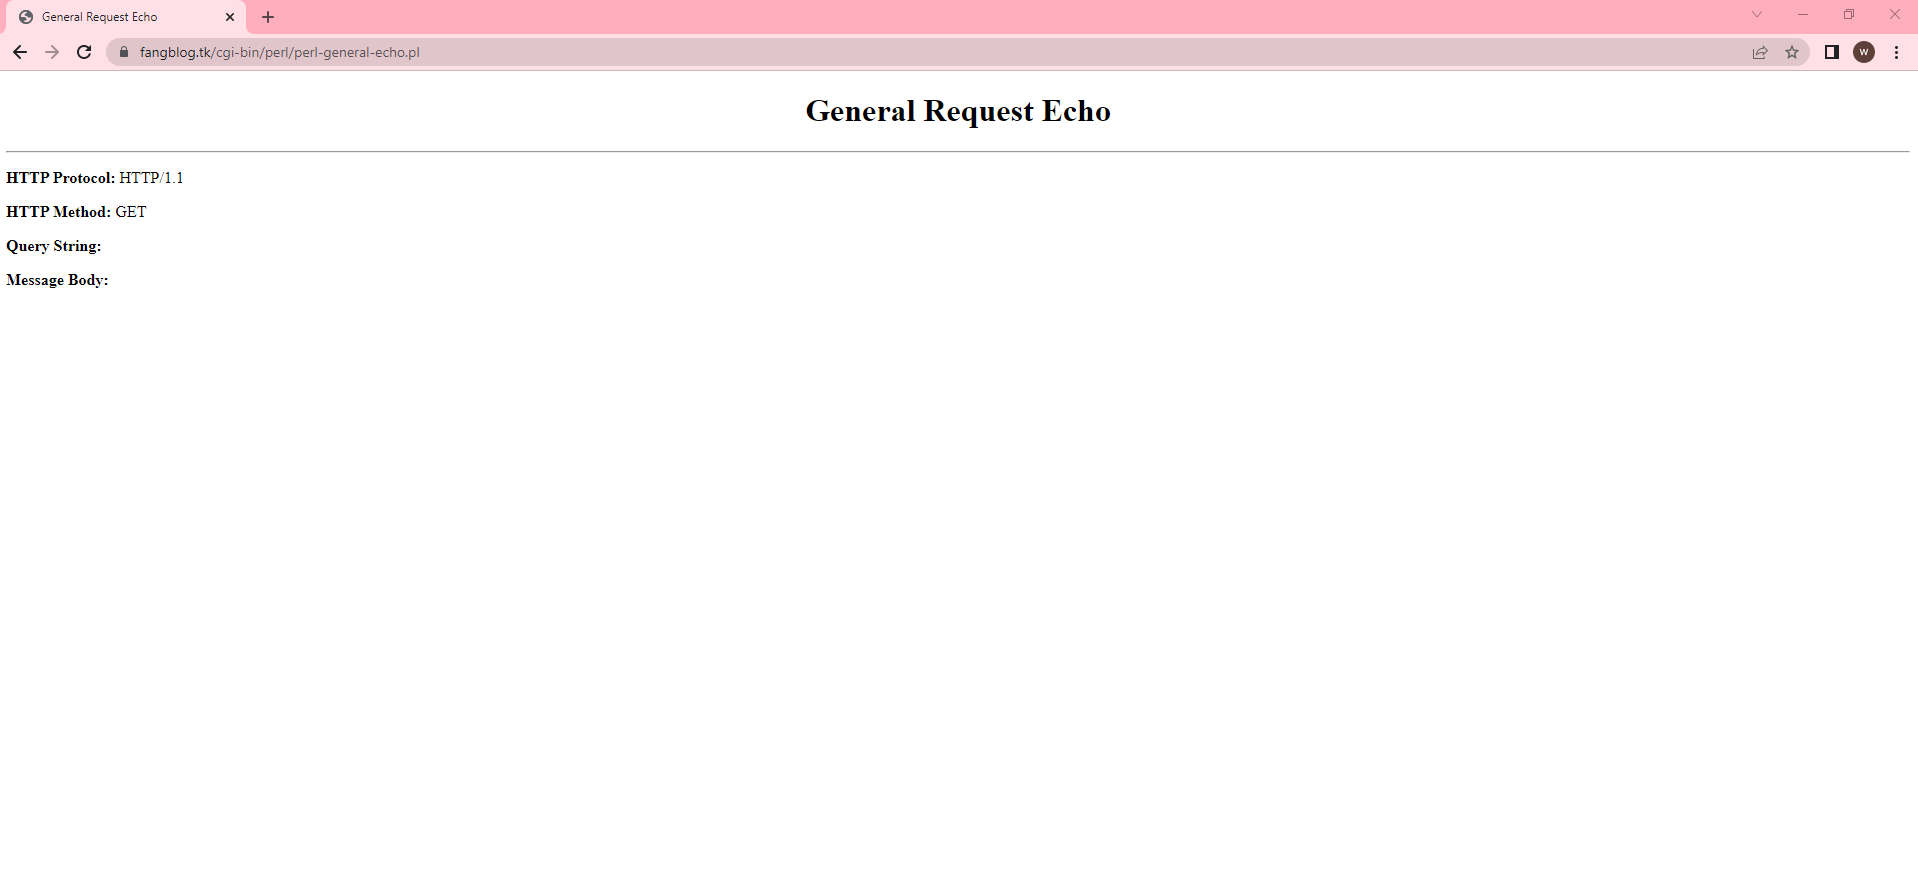 General Request Echo
fangblog.tk/cgi-bin/perl/perl-general-echo.pl
W
General Request Echo
HTTP Protocol: HTTP/1.1
HTTP Method: GET
Query String:
Message Body: